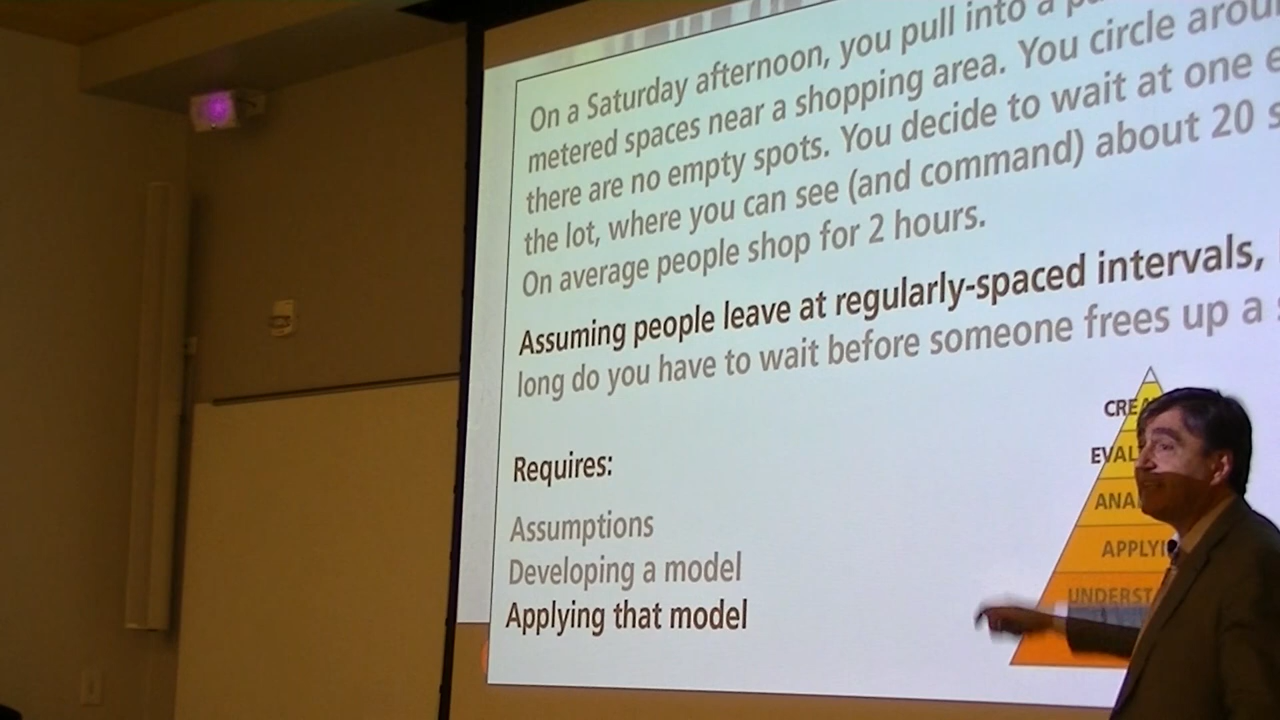 On a Saturday afternoon, you pull into a
metered spaces near a shopping area. You circle
there are no empty spots. You decide to wait at one
the lot, where you can see (and command) about 20
On average people shop for 2 hours.
Assuming people leave at regularly-spaced intervals,
long do you have to wait before someone frees up a
Requires:
Assumptions
Developing a model
Applying that model
CRE
EVAL
ANA
APPLYI
UNDERST